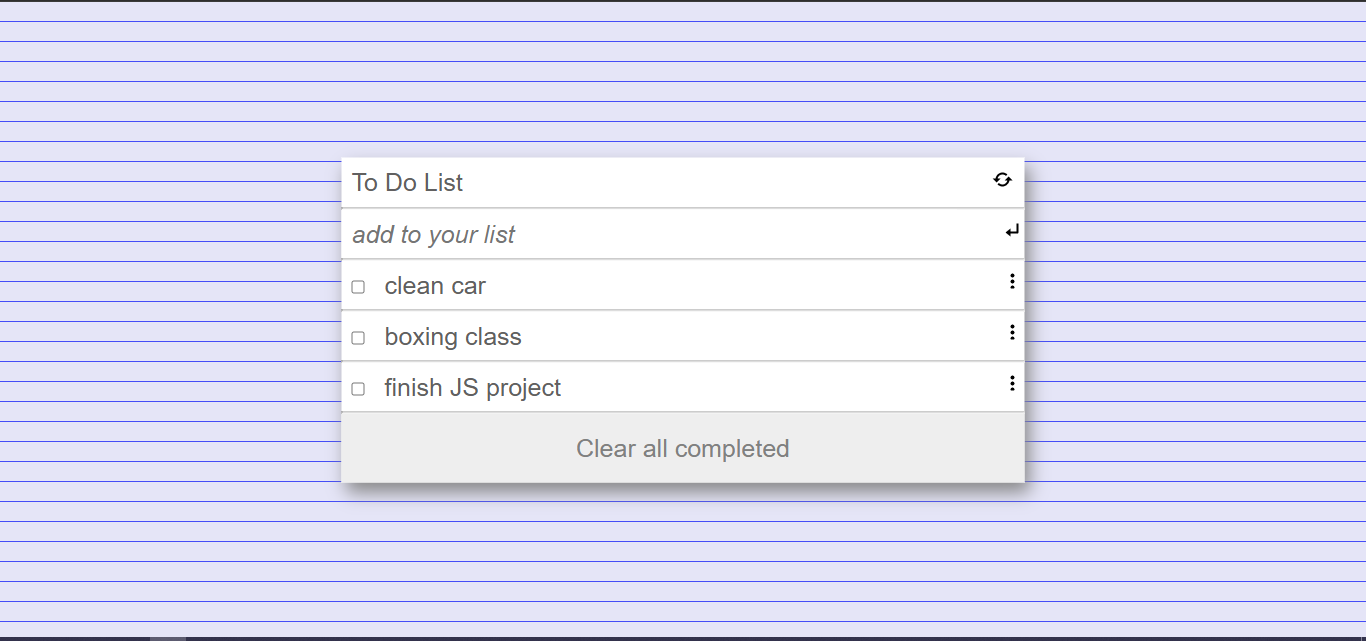 To Do List
add to your list
clean car
boxing class
finish JS project
Clear all completed